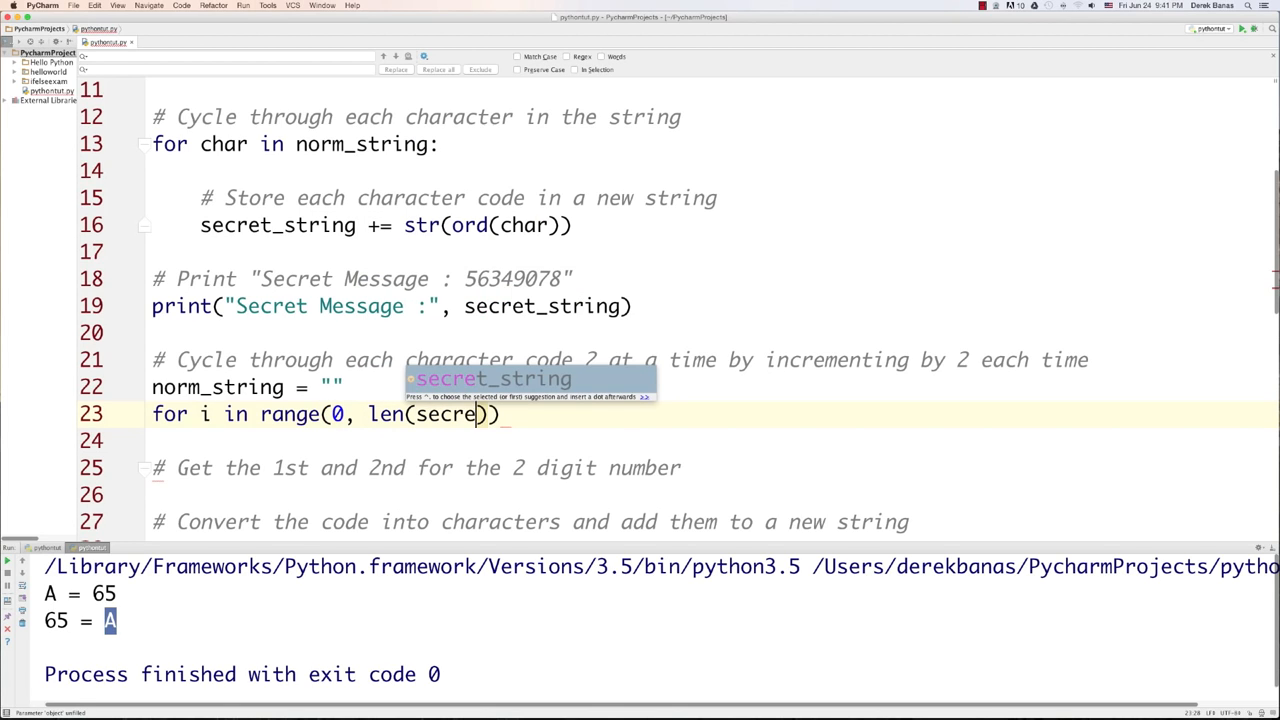 PyCharm File Edit View Navigate Code Refactor Run Tools VCS Window Help
10 Fri Jun 24 9:41 PM Derek Banas
pythontut.py - PycharmProjects - [~/PycharmProjects]
PycharmProjects pythontut.py pythontut
pythontut.py ×
PycharmProject
Hello Python
helloworld
ifelseexam
pythontut.py
External Librarie
Match Case Regex Words
Replace Replace all Exclude Preserve Case In Selection
11
12 # Cycle through each character in the string
13 for char in norm_string:
14
15 # Store each character code in a new string
16 secret_string += str(ord(char))
17
18 # Print "Secret Message : 56349078"
19 print("Secret Message :", secret_string)
20
21 # Cycle through each character code 2 at a time by incrementing by 2 each time
22 norm_string = ""
secret_string
Press ^. to choose the selected (or first) suggestion and insert a dot afterwards >>
23 for i in range(0, len(secre))
24
25 # Get the 1st and 2nd for the 2 digit number
26
27 # Convert the code into characters and add them to a new string
Run: pythontut pythontut
/Library/Frameworks/Python.framework/Versions/3.5/bin/python3.5 /Users/derekbanas/PycharmProjects/pytho
A = 65
65 = A
Process finished with exit code 0
Parameter 'object' unfilled 23:28 LF÷ UTF-8÷